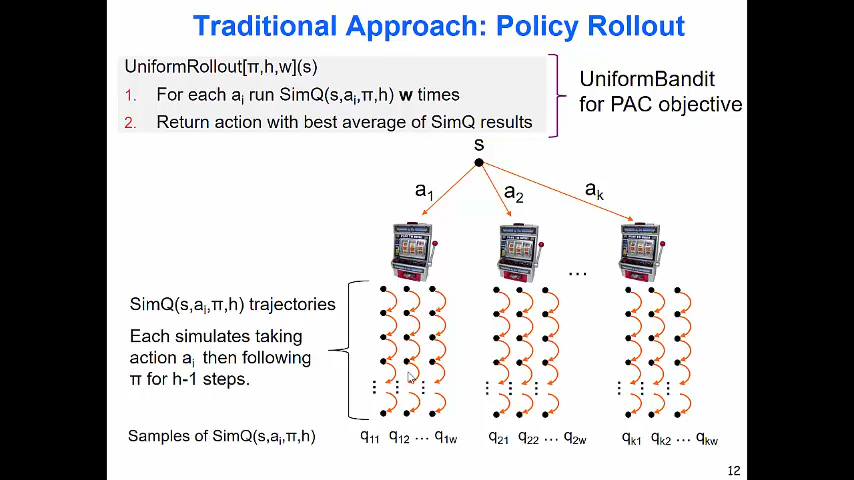 Traditional Approach: Policy Rollout
UniformRollout[π,h,w](s)
1. For each ai run SimQ(s,ai,π,h) w times
2. Return action with best average of SimQ results
UniformBandit
for PAC objective
s
a1 a2 ak
…
SimQ(s,ai,π,h) trajectories
Each simulates taking
action ai then following
π for h-1 steps.
Samples of SimQ(s,ai,π,h)
q11 q12 … q1w q21 q22 … q2w qk1 qk2 … qkw
12